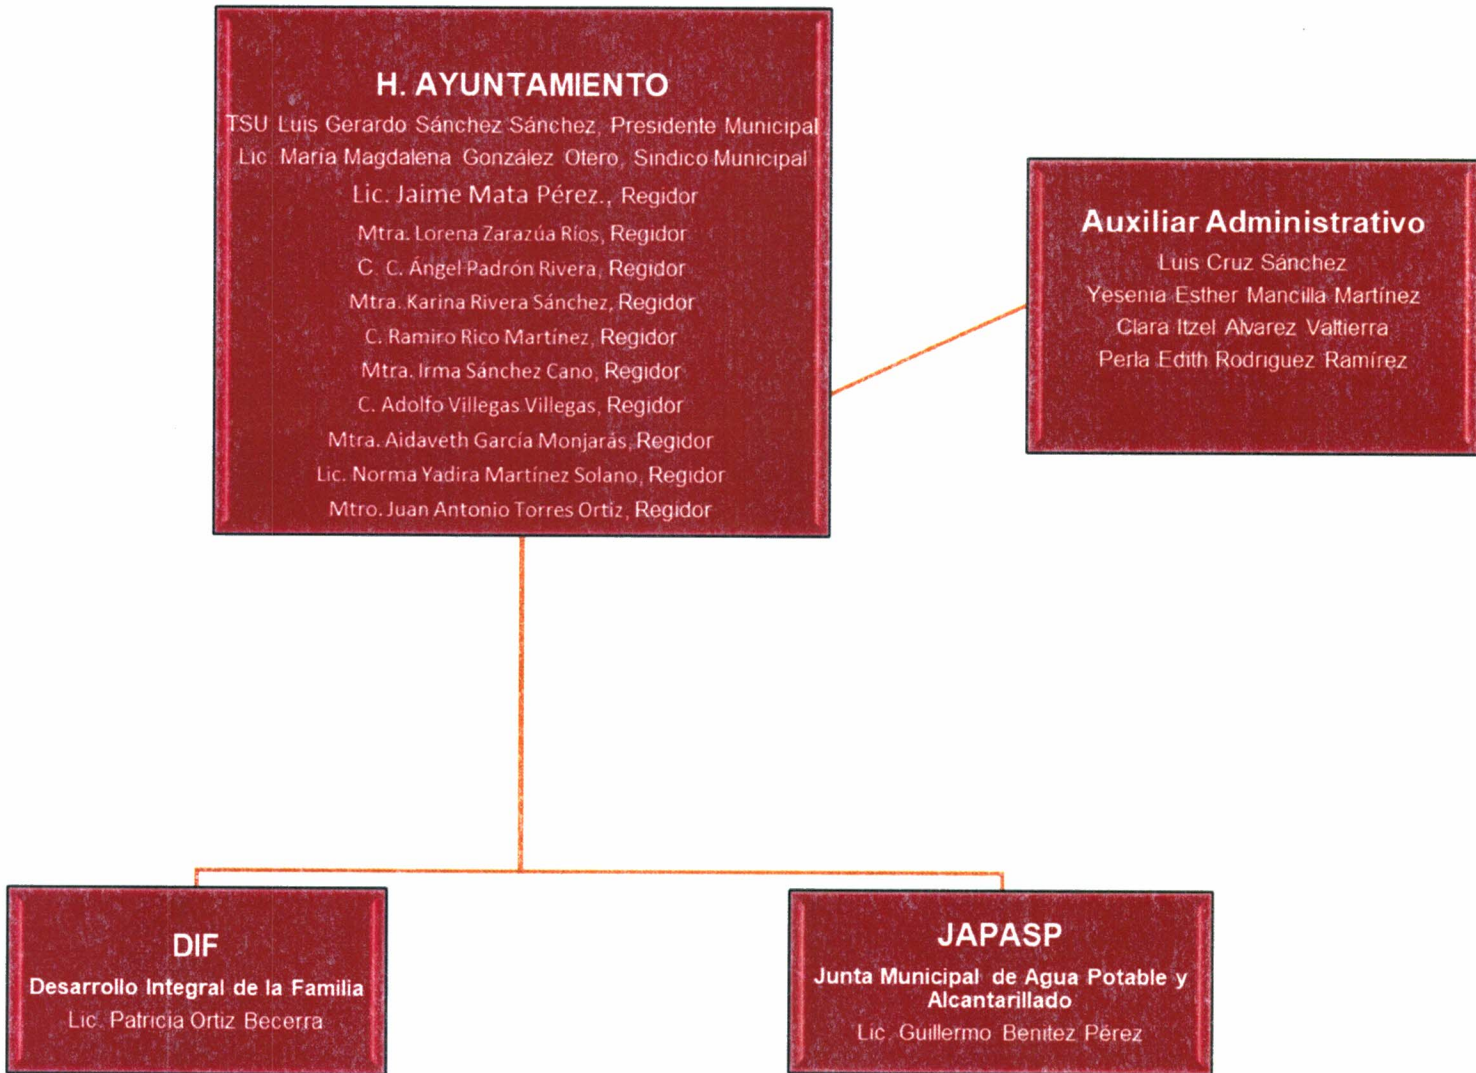 H. AYUNTAMIENTO
TSU Luis Gerardo Sánchez Sánchez, Presidente Municipal
Lic. María Magdalena González Otero, Sindico Municipal
Lic. Jaime Mata Pérez., Regidor
Mtra. Lorena Zarazúa Ríos, Regidor
C. C. Ángel Padrón Rivera, Regidor
Mtra. Karina Rivera Sánchez, Regidor
C. Ramiro Rico Martínez, Regidor
Mtra. Irma Sánchez Cano, Regidor
C. Adolfo Villegas Villegas, Regidor
Mtra. Aidaveth García Monjarás, Regidor
Lic. Norma Yadira Martínez Solano, Regidor
Mtro. Juan Antonio Torres Ortiz, Regidor
Auxiliar Administrativo
Luis Cruz Sánchez
Yesenia Esther Mancilla Martínez
Clara Itzel Alvarez Valtierra
Perla Edith Rodriguez Ramírez
DIF
Desarrollo Integral de la Familia
Lic. Patricia Ortiz Becerra
JAPASP
Junta Municipal de Agua Potable y
Alcantarillado
Lic. Guillermo Benitez Pérez